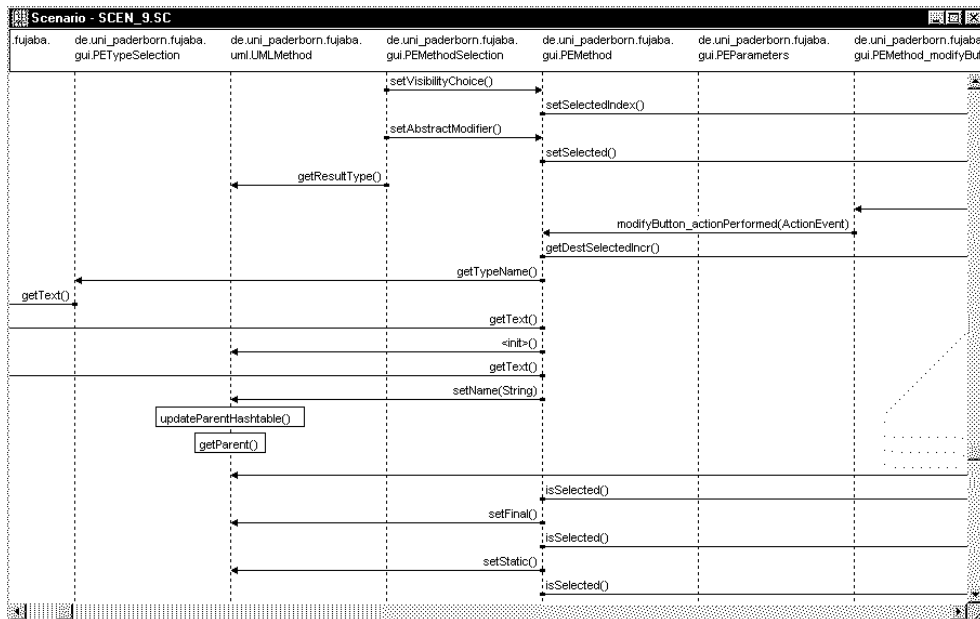 Scenario - SCEN_9.SC
.fujaba. de.uni_paderborn.fujaba. de.uni_paderborn.fujaba. de.uni_paderborn.fujaba. de.uni_paderborn.fujaba. de.uni_paderborn.fujaba. de.uni_paderborn.fujaba
gui.PETypeSelection uml.UMLMethod gui.PEMethodSelection gui.PEMethod gui.PEParameters gui.PEMethod_modifyBut
setVisibilityChoice()
setSelectedIndex()
setAbstractModifier()
setSelected()
getResultType()
modifyButton_actionPerformed(ActionEvent)
getDestSelectedIncr()
getTypeName()
getText()
getText()
<init>()
getText()
setName(String)
updateParentHashtable()
getParent()
isSelected()
setFinal()
isSelected()
setStatic()
isSelected()